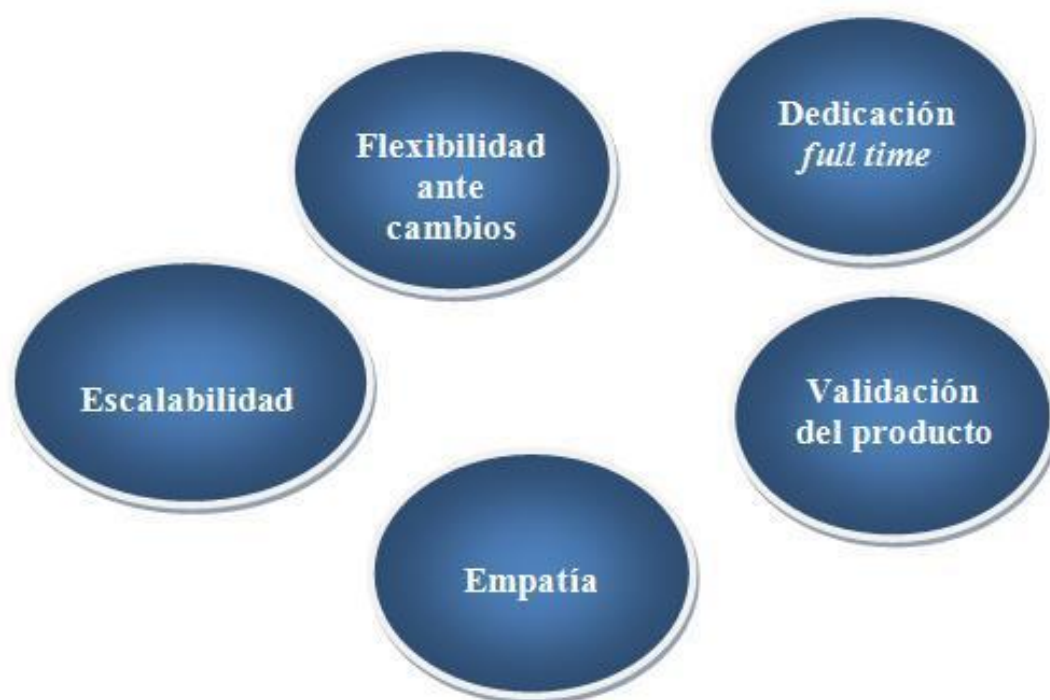 Flexibilidad
ante
cambios
Dedicación
full time
Escalabilidad
Validación
del producto
Empatía